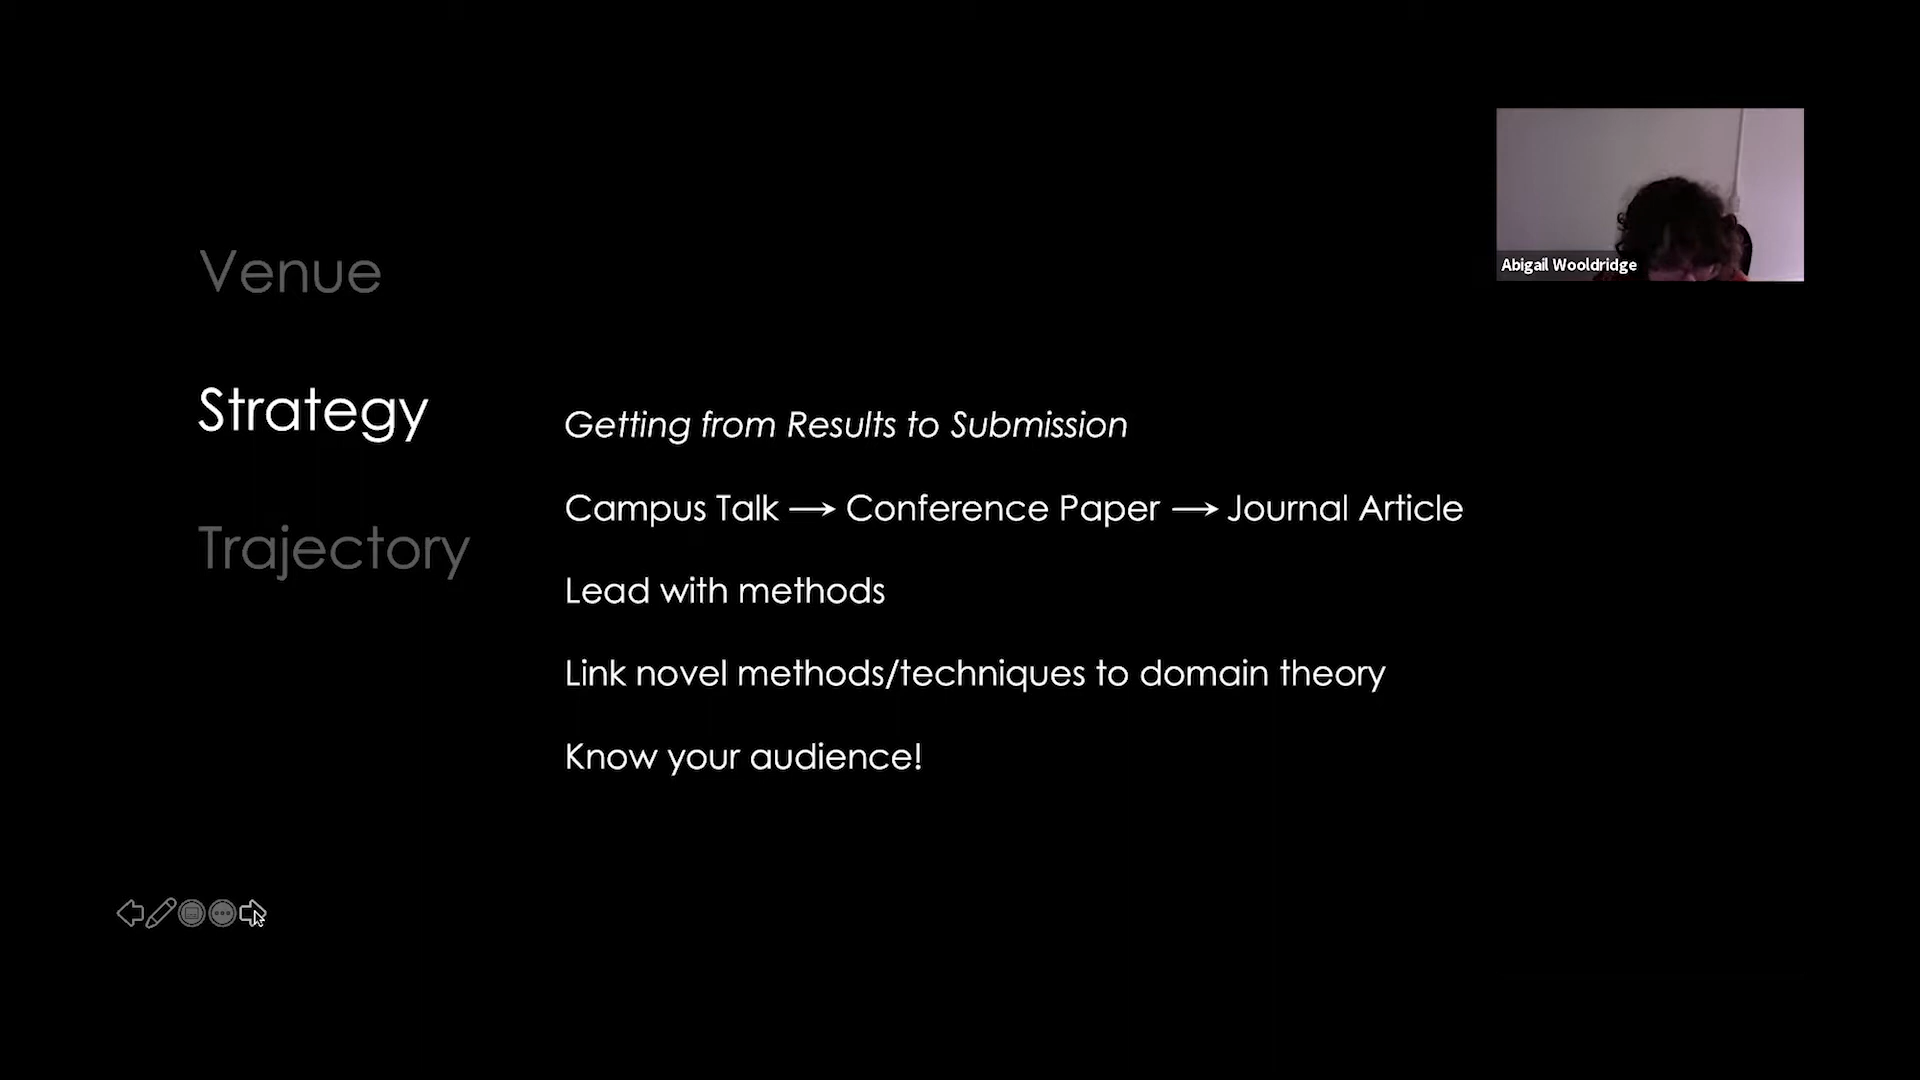 Abigail Wooldridge
Venue
Strategy
Getting from Results to Submission
Campus Talk → Conference Paper → Journal Article
Trajectory
Lead with methods
Link novel methods/techniques to domain theory
Know your audience!